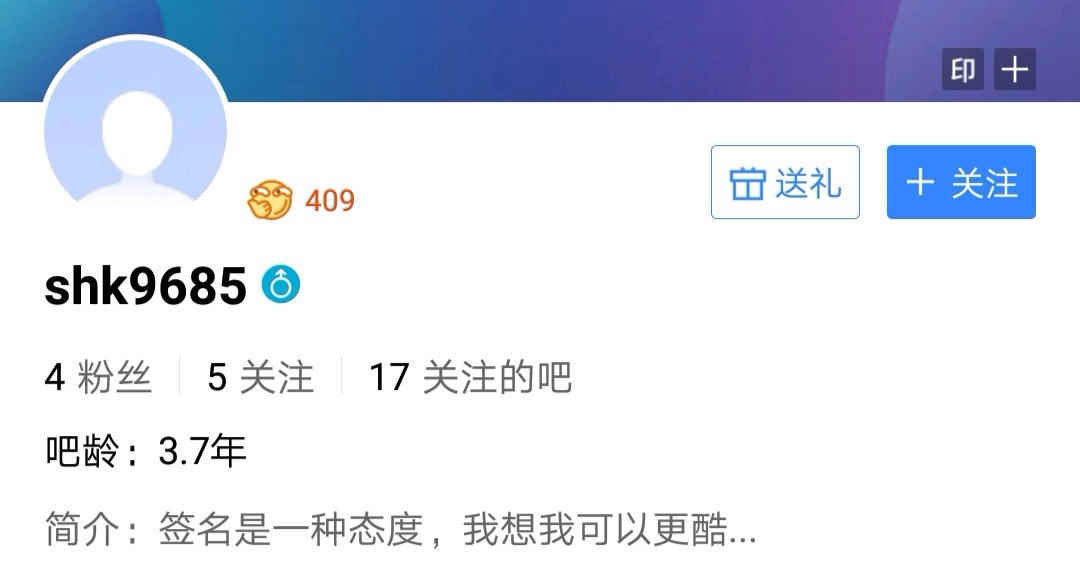 印
409
送礼
+ 关注
shk9685
4 粉丝 5 关注 17 关注的吧
吧龄：3.7年
简介：签名是一种态度，我想我可以更酷...